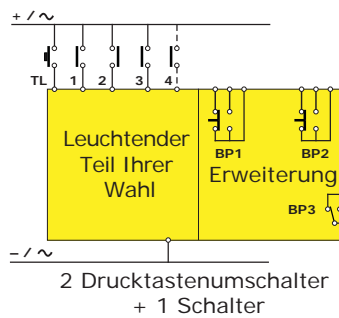 + / ~
TL 1 2 3 4
Leuchtender
Teil Ihrer
Wahl
BP1 BP2
Erweiterung
BP3
– / ~
2 Drucktastenumschalter
+ 1 Schalter